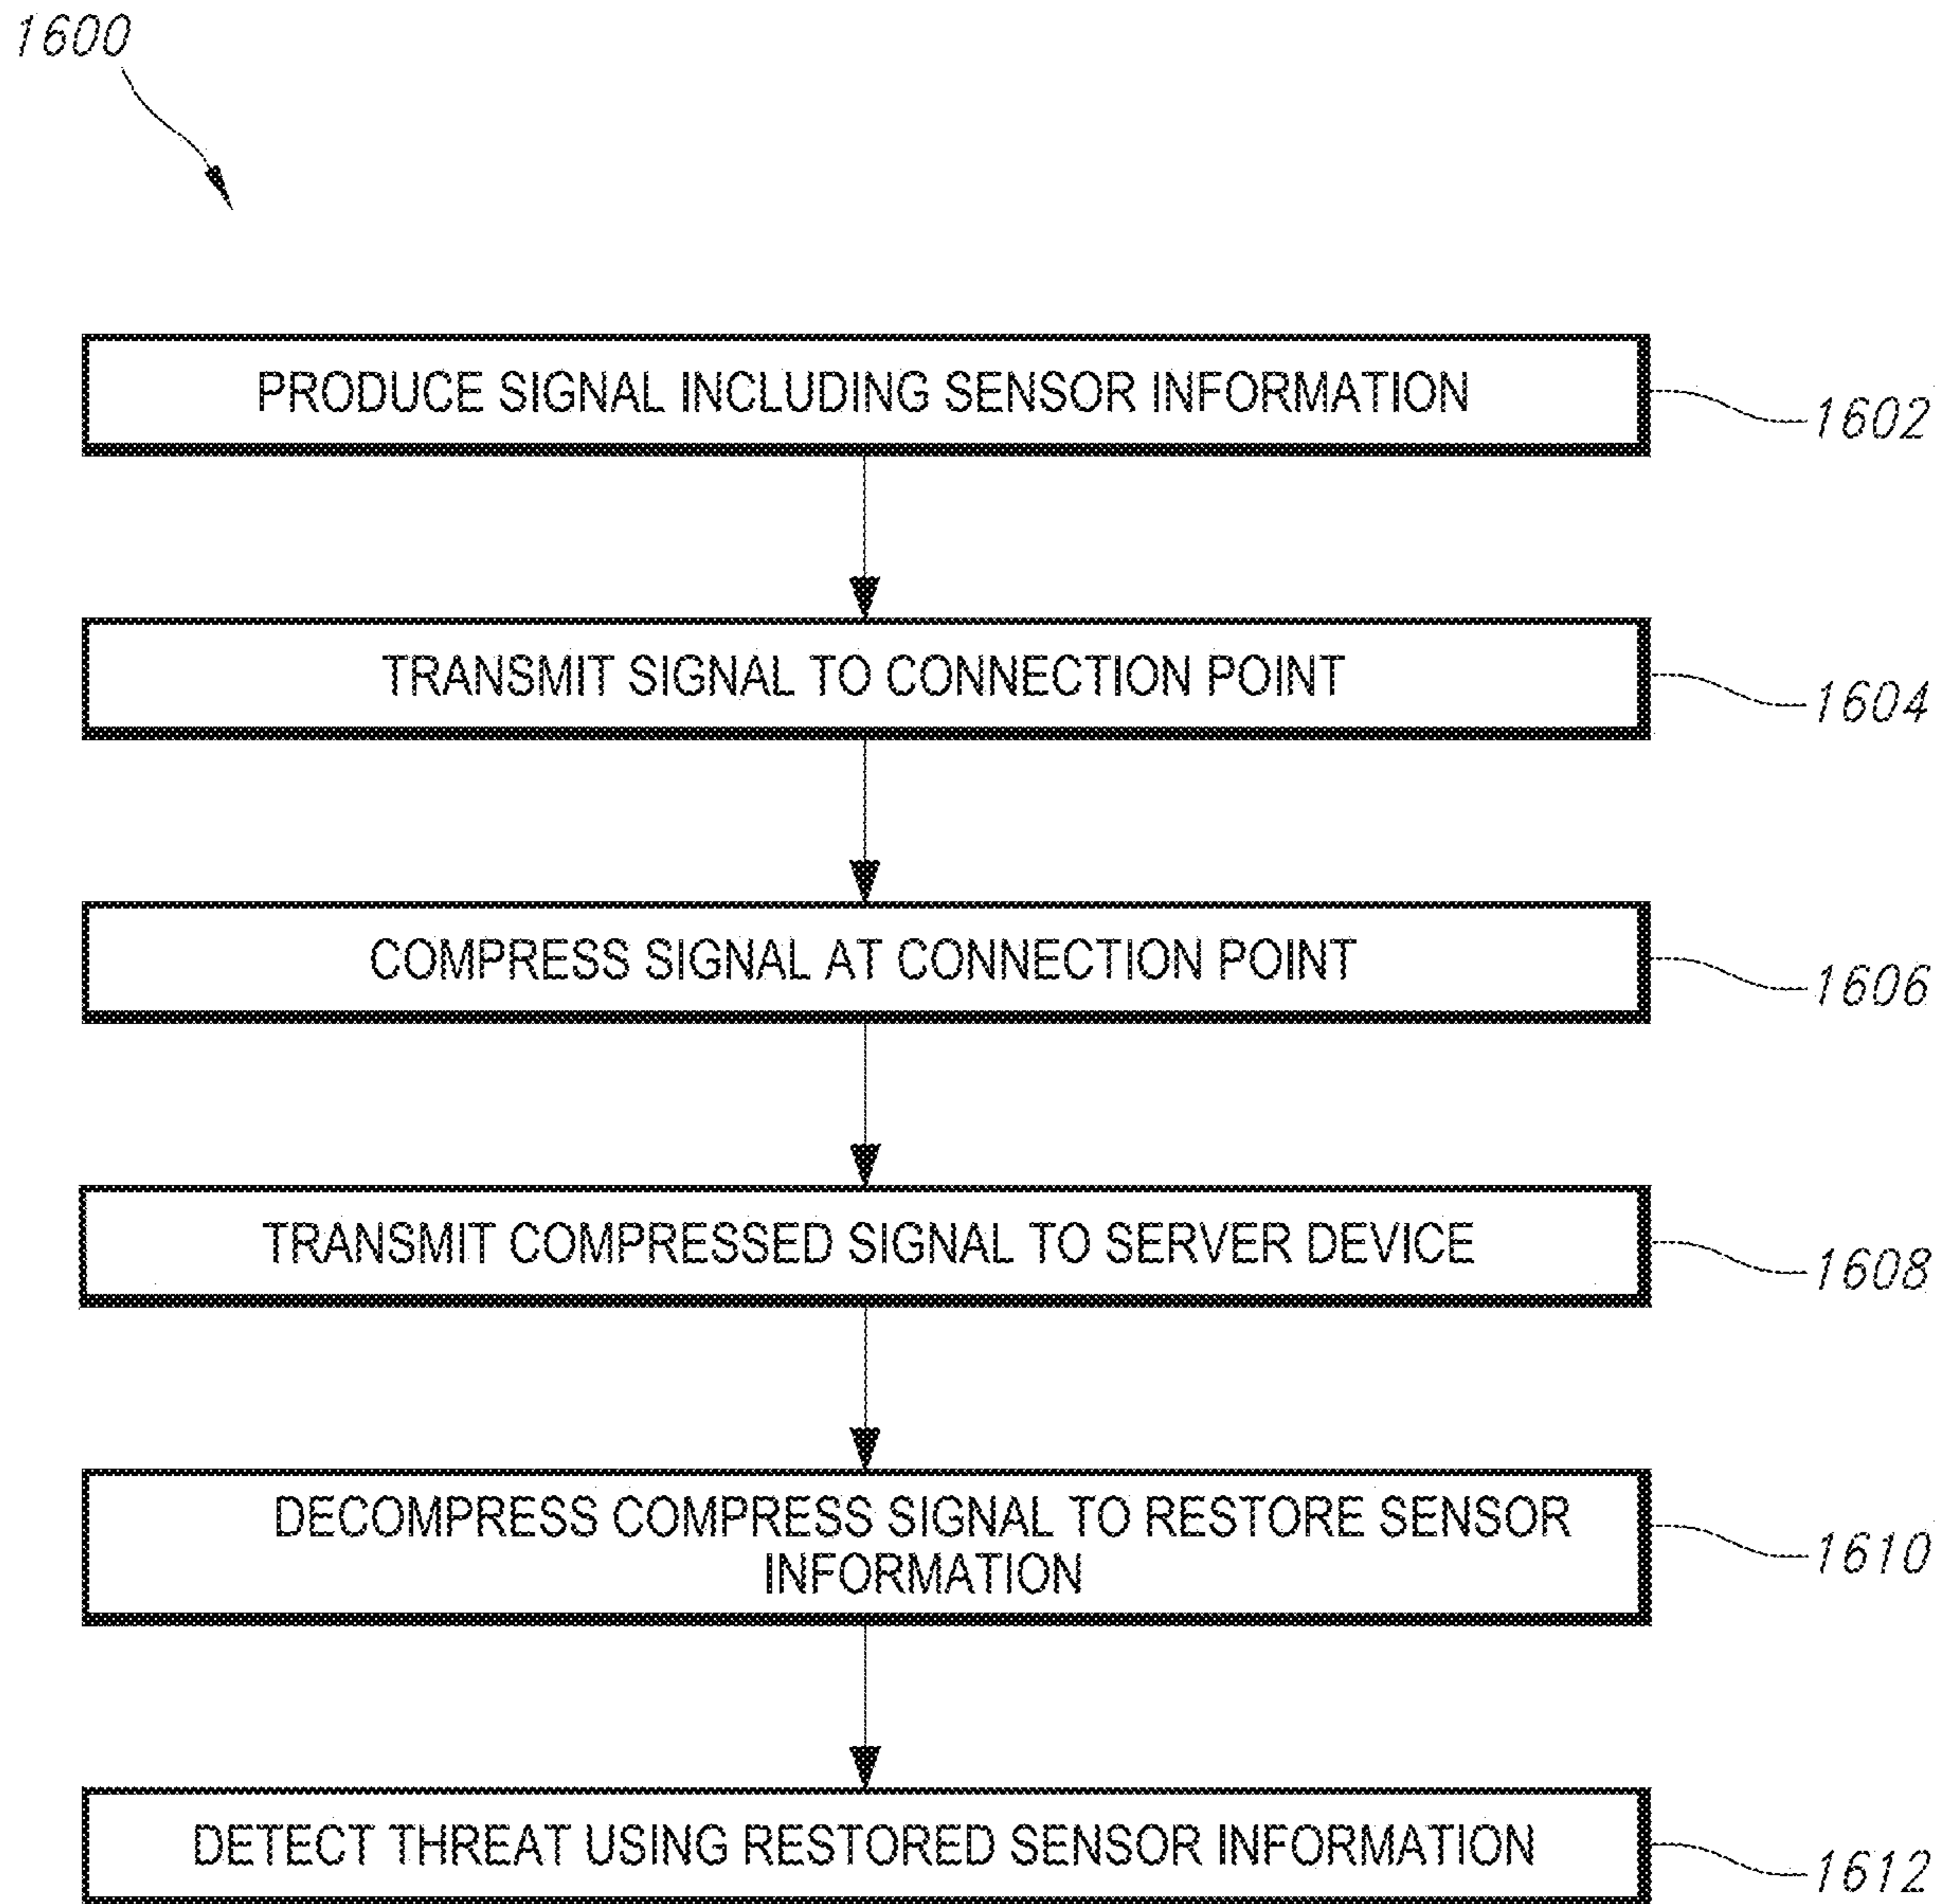 1600
PRODUCE SIGNAL INCLUDING SENSOR INFORMATION
1602
TRANSMIT SIGNAL TO CONNECTION POINT
1604
COMPRESS SIGNAL AT CONNECTION POINT
1606
TRANSMIT COMPRESSED SIGNAL TO SERVER DEVICE
1608
DECOMPRESS COMPRESS SIGNAL TO RESTORE SENSOR
INFORMATION
1610
DETECT THREAT USING RESTORED SENSOR INFORMATION
1612